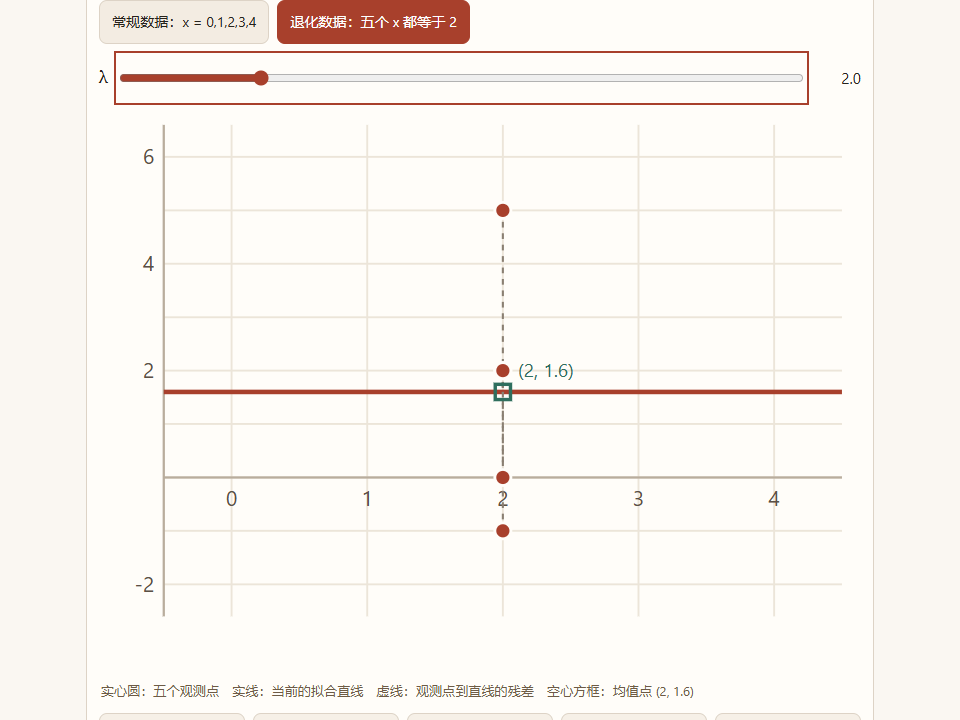 常规数据：x = 0,1,2,3,4
退化数据：五个 x 都等于 2
λ
2.0
6
4
2
(2, 1.6)
0 1 2 3 4
-2
实心圆：五个观测点 实线：当前的拟合直线 虚线：观测点到直线的残差 空心方框：均值点 (2, 1.6)